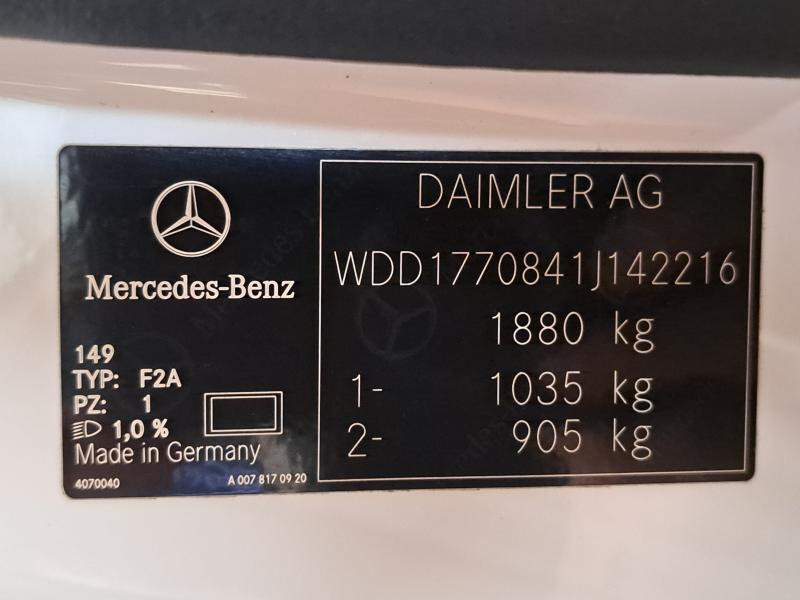 Mercedes-Benz
149
TYP: F2A
PZ: 1
1,0 %
Made in Germany
4070040
A 007 817 09 20
DAIMLER AG
WDD1770841J142216
1880 kg
1- 1035 kg
2- 905 kg